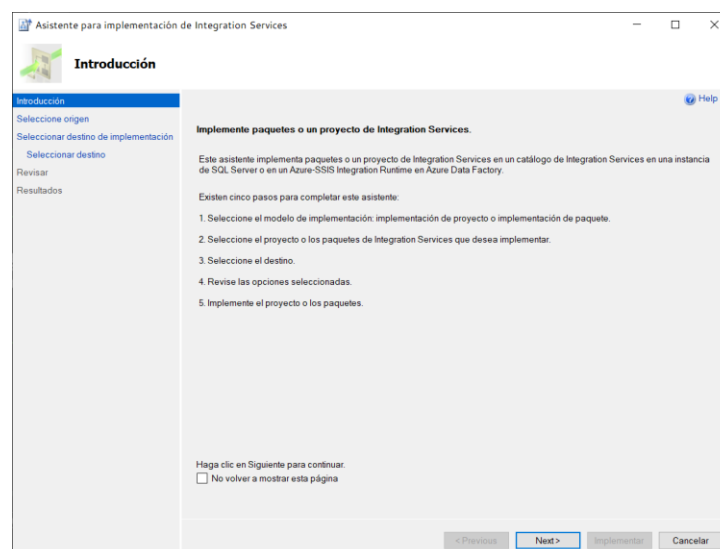 Asistente para implementación de Integration Services
Introducción
Introducción
Help
Seleccione origen
Seleccionar destino de implementación
Seleccionar destino
Revisar
Resultados
Implemente paquetes o un proyecto de Integration Services.
Este asistente implementa paquetes o un proyecto de Integration Services en un catálogo de Integration Services en una instancia
de SQL Server o en un Azure-SSIS Integration Runtime en Azure Data Factory.
Existen cinco pasos para completar este asistente:
1. Seleccione el modelo de implementación: implementación de proyecto o implementación de paquete.
2. Seleccione el proyecto o los paquetes de Integration Services que desea implementar.
3. Seleccione el destino.
4. Revise las opciones seleccionadas.
5. Implemente el proyecto o los paquetes.
Haga clic en Siguiente para continuar.
No volver a mostrar esta página
< Previous Next > Implementar Cancelar